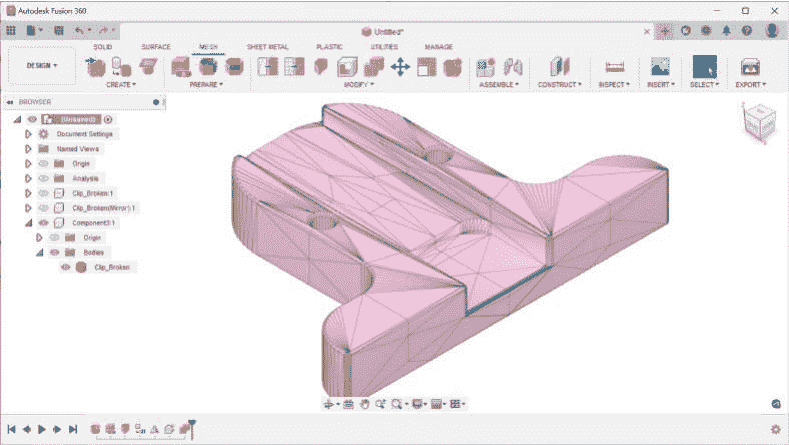 Autodesk Fusion 360
Untitled*
SOLID SURFACE MESH SHEET METAL PLASTIC UTILITIES MANAGE
DESIGN
CREATE PREPARE MODIFY ASSEMBLE CONSTRUCT INSPECT INSERT SELECT EXPORT
BROWSER
(Unsaved)
Document Settings
Named Views
Origin
Analysis
Clip_Broken:1
Clip_Broken(Mirror):1
Component3:1
Origin
Bodies
Clip_Broken